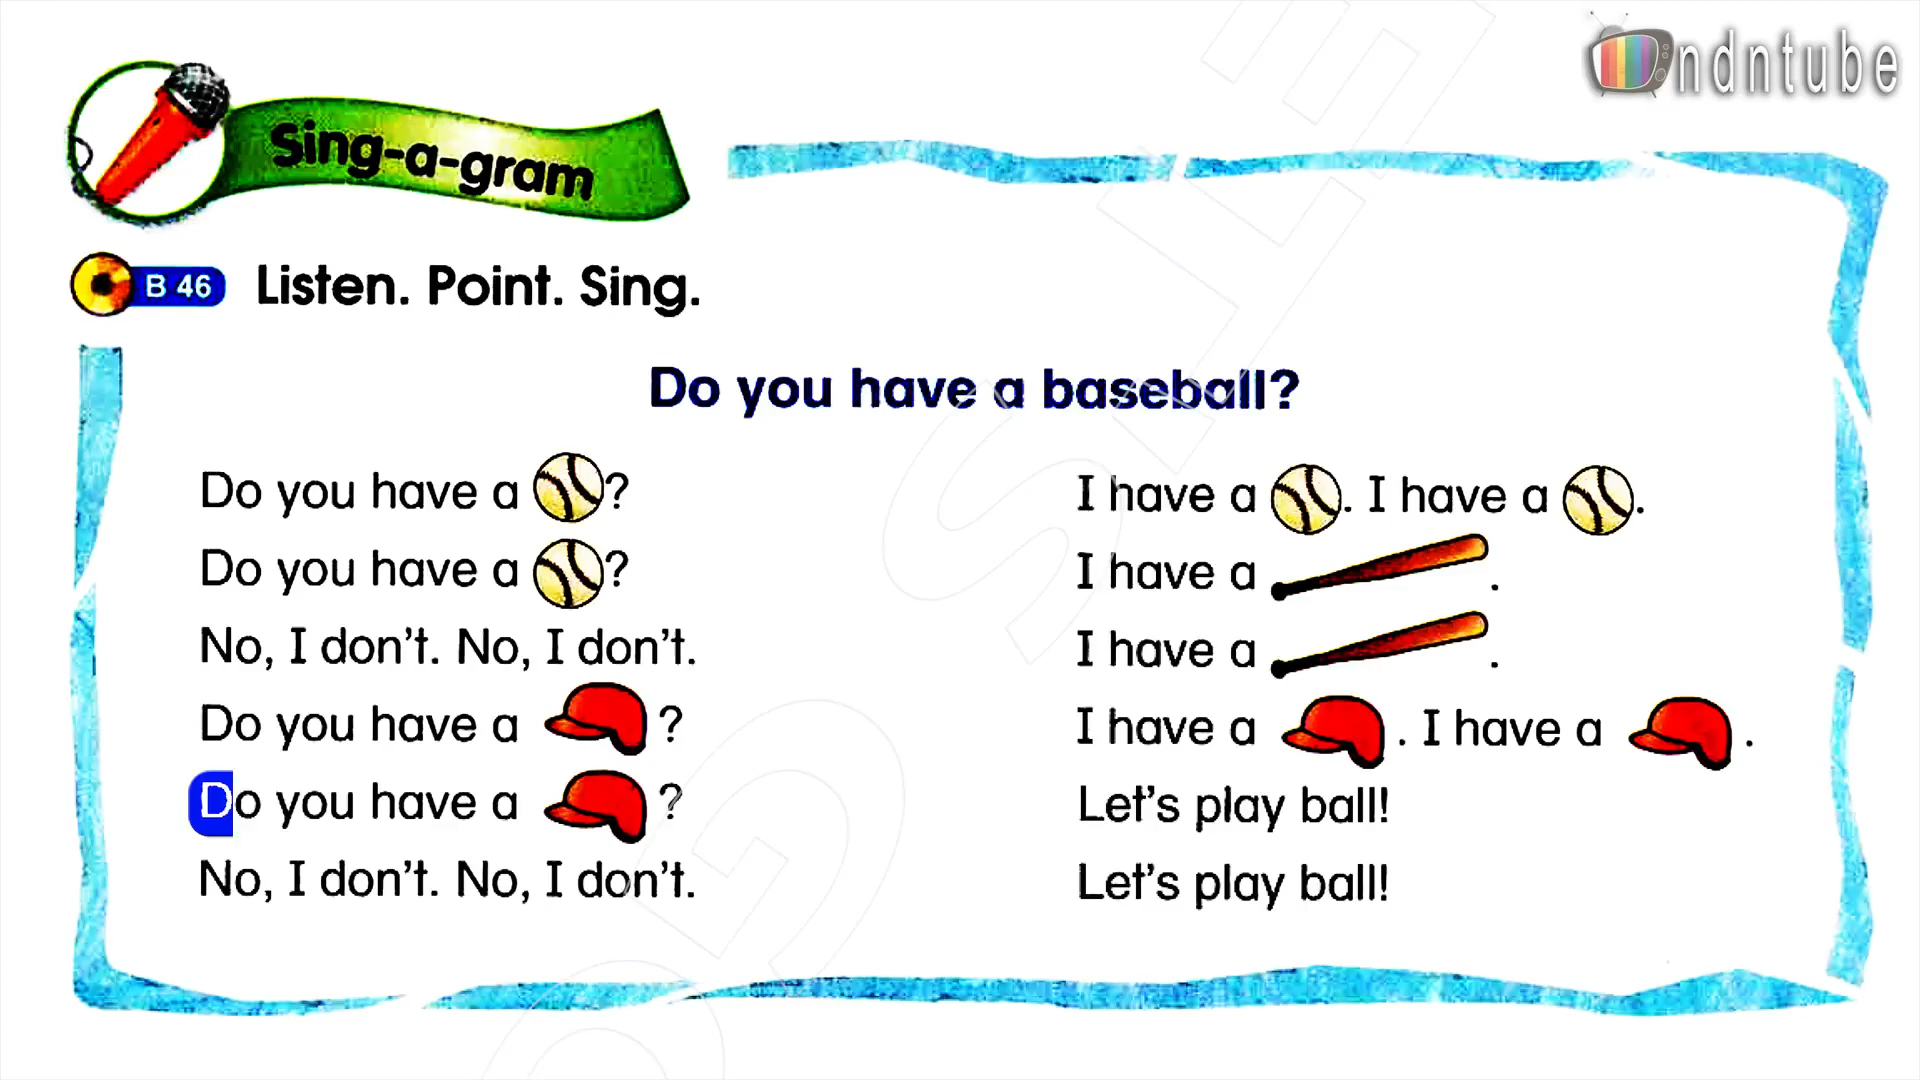 ndntube
Sing-a-gram
B 46 Listen. Point. Sing.
Do you have a baseball?
Do you have a ?
Do you have a ?
No, I don't. No, I don't.
Do you have a ?
Do you have a ?
No, I don't. No, I don't.
I have a . I have a .
I have a .
I have a .
I have a . I have a .
Let's play ball!
Let's play ball!